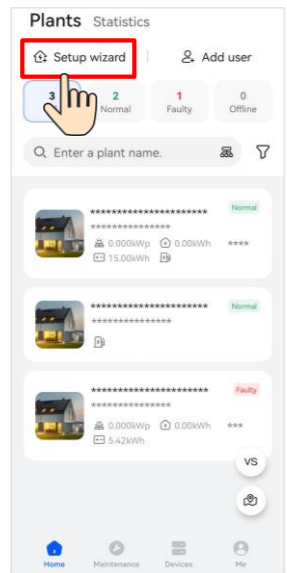 Plants Statistics
Setup wizard Add user
3 2 1 0
Normal Faulty Offline
Enter a plant name.
*********************** Normal
***************
0.000kWp 0.00kWh ****
15.00kWh
*********************** Normal
***************
*********************** Faulty
***************
0.000kWp 0.00kWh ***
5.42kWh
VS
Home Maintenance Devices Me